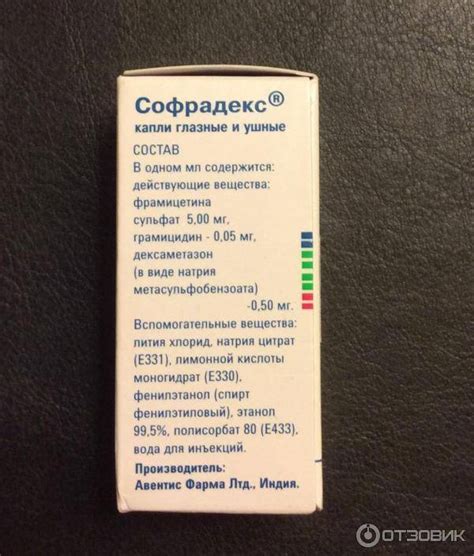 Софрадекс®
капли глазные и ушные
СОСТАВ
В одном мл содержится:
действующие вещества:
фрамицетина
сульфат 5,00 мг,
грамицидин - 0,05 мг,
дексаметазон
(в виде натрия
метасульфобензоата)
-0,50 мг.
Вспомогательные вещества:
лития хлорид, натрия цитрат
(Е331), лимонной кислоты
моногидрат (Е330),
фенилэтанол (спирт
фенилэтиловый), этанол
99,5%, полисорбат 80 (Е433),
вода для инъекций.
Производитель:
Авентис Фарма Лтд., Индия.
ОТЗОВИК